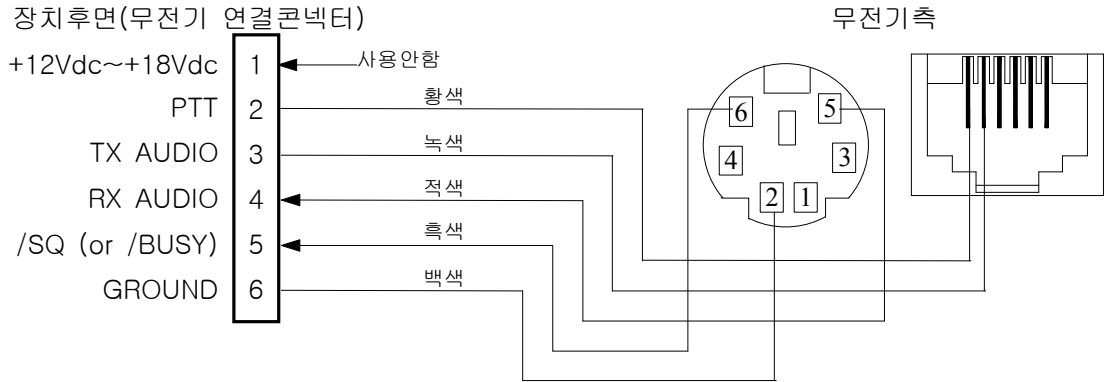 장치후면(무전기 연결콘넥터)
무전기측
+12Vdc~+18Vdc 1 사용안함
PTT 2 황색
TX AUDIO 3 녹색
RX AUDIO 4 적색
/SQ (or /BUSY) 5 흑색
GROUND 6 백색
6 5
4 3
2 1